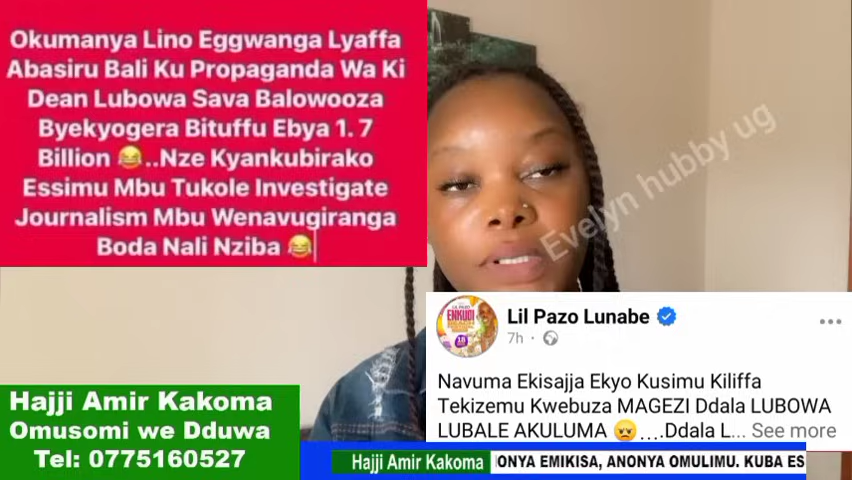 Okumanya Lino Eggwanga Lyaffa
Abasiru Bali Ku Propaganda Wa Ki
Dean Lubowa Sava Balowooza
Byekyogera Bituffu Ebya 1. 7
Billion 😂..Nze Kyankubirako
Essimu Mbu Tukole Investigate
Journalism Mbu Wenavugiranga
Boda Nali Nziba 😂
Evelyn hubby ug
Lil Pazo Lunabe
7h
Navuma Ekisajja Ekyo Kusimu Kiliffa
Tekizemu Kwebuza MAGEZI Ddala LUBOWA
LUBALE AKULUMA 😠....Ddala L... See more
Hajji Amir Kakoma
Omusomi we Dduwa
Tel: 0775160527
Hajji Amir Kakoma
ONYA EMIKISA, ANONYA OMULIMU. KUBA ES